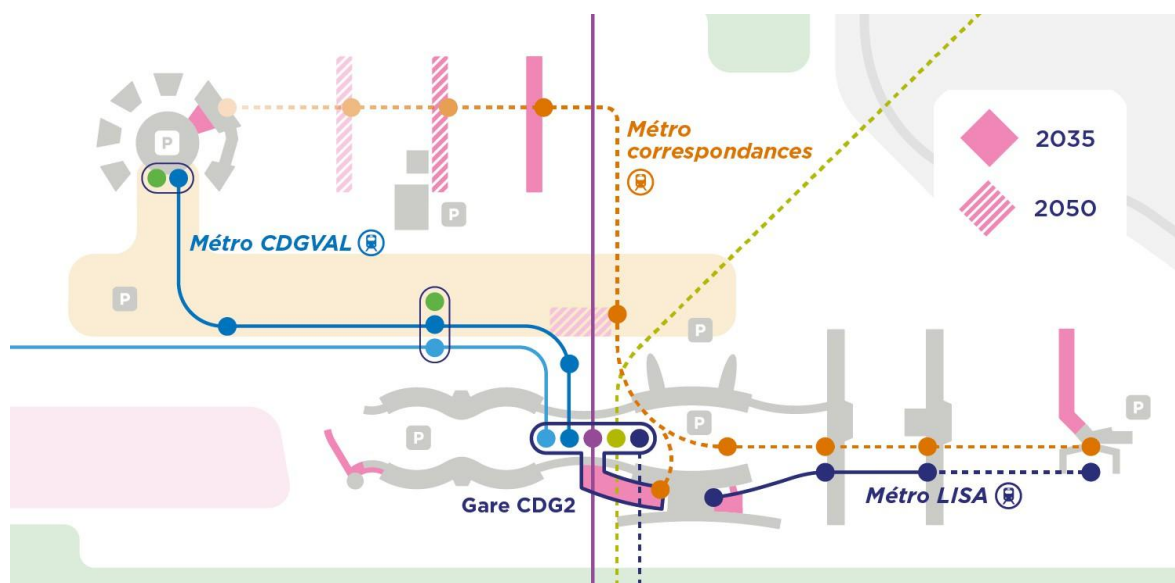 P
Métro
correspondances
2035
P
2050
Métro CDGVAL
P
P
P
P
P
P
Gare CDG2
Métro LISA